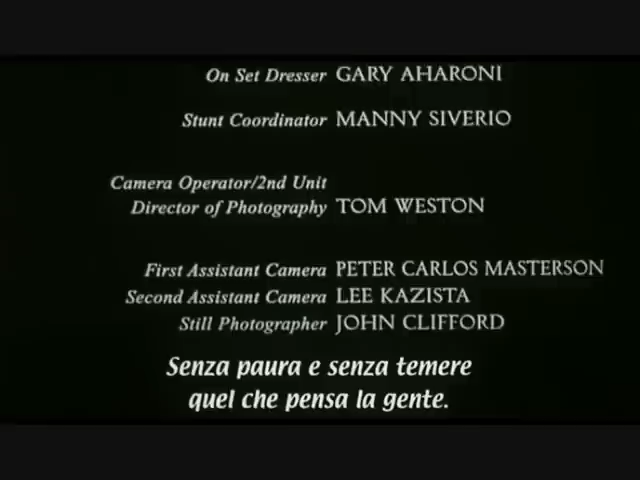 On Set Dresser GARY AHARONI
Stunt Coordinator MANNY SIVERIO
Camera Operator/2nd Unit
Director of Photography TOM WESTON
First Assistant Camera PETER CARLOS MASTERSON
Second Assistant Camera LEE KAZISTA
Still Photographer JOHN CLIFFORD
Senza paura e senza temere
quel che pensa la gente.